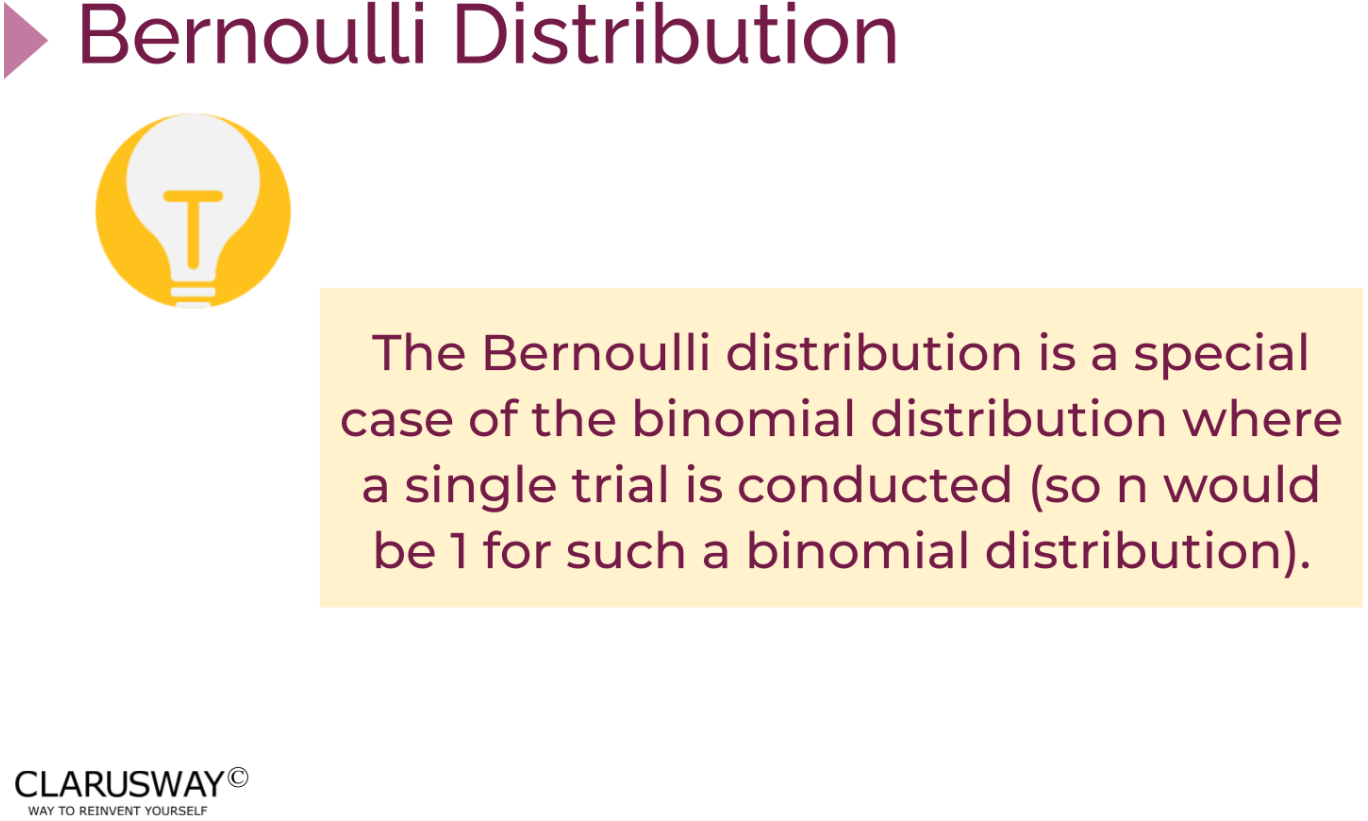 Bernoulli Distribution
The Bernoulli distribution is a special
case of the binomial distribution where
a single trial is conducted (so n would
be 1 for such a binomial distribution).
CLARUSWAY©
WAY TO REINVENT YOURSELF